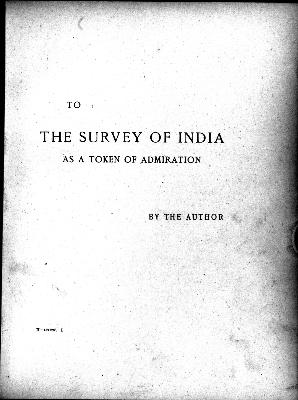 TO
THE SURVEY OF INDIA
AS A TOKEN OF ADMIRATION
BY THE AUTHOR